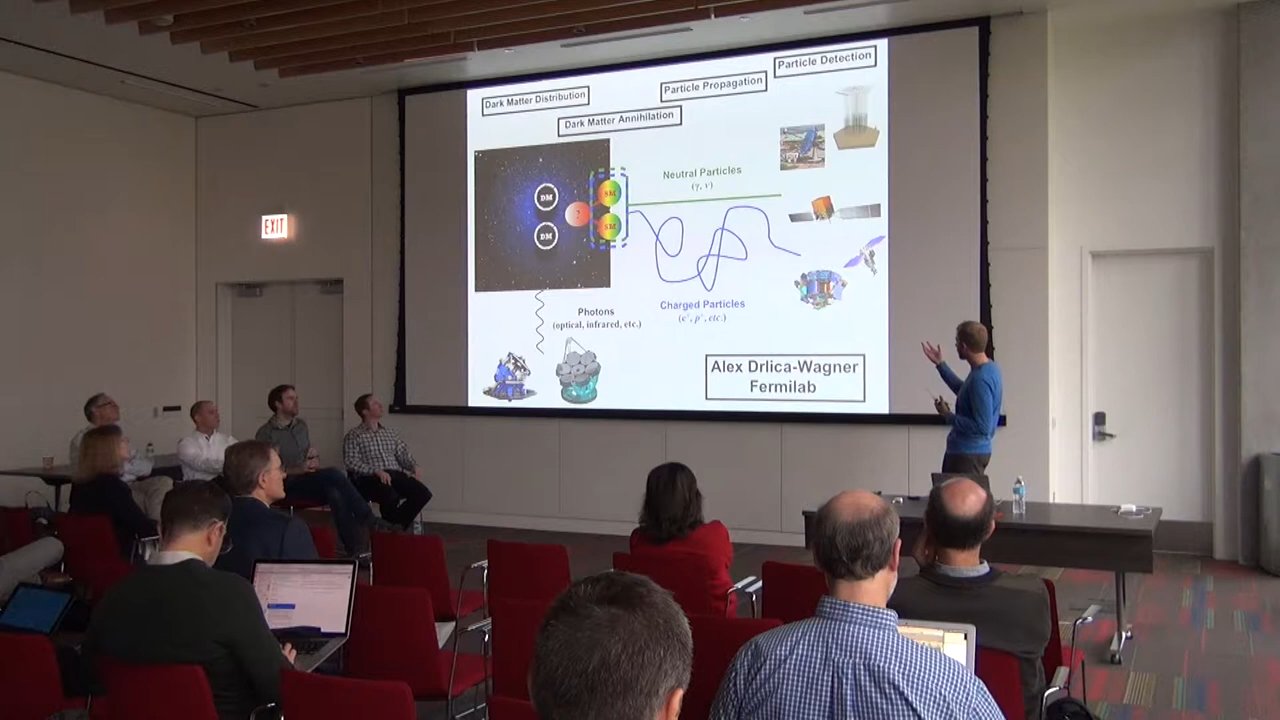 Particle Detection
Particle Propagation
Dark Matter Distribution
Dark Matter Annihilation
Neutral Particles
(γ, ν)
DM
SM
?
SM
DM
Charged Particles
Photons
(optical, infrared, etc.)
Alex Drlica-Wagner
Fermilab
EXIT